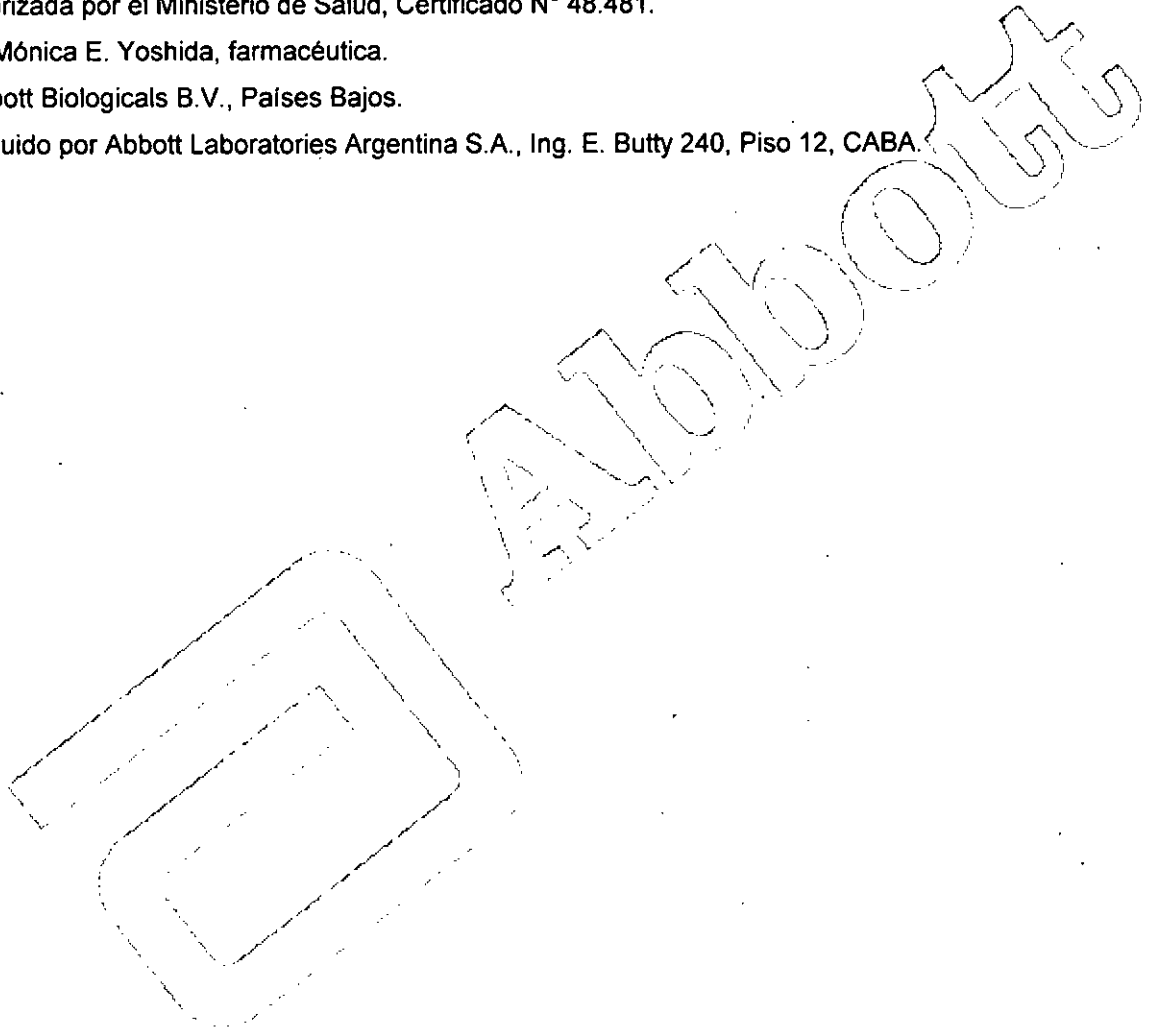 rizada por el Ministerio de Salud, Certificado N° 48.481.
Mónica E. Yoshida, farmacéutica.
bott Biologicals B.V., Países Bajos.
uido por Abbott Laboratories Argentina S.A., Ing. E. Butty 240, Piso 12, CABA.
Abbott